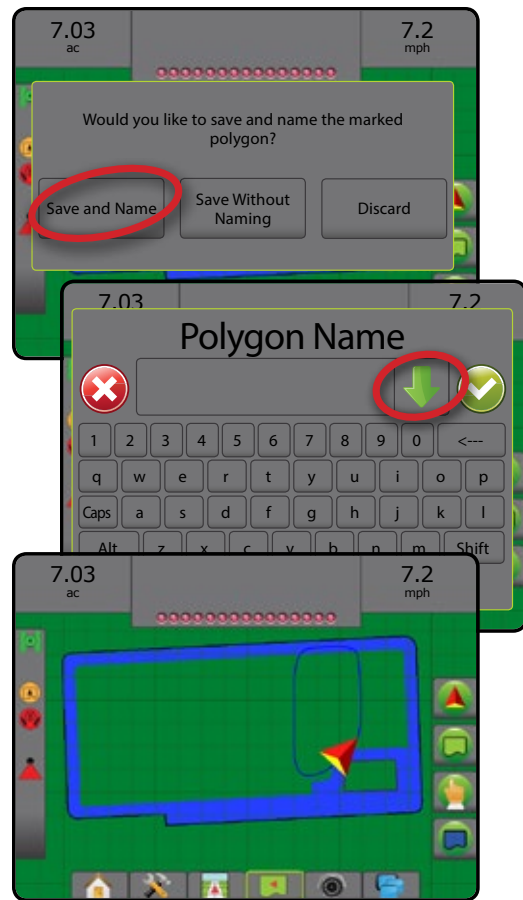 7.03
ac
7.2
mph
Would you like to save and name the marked
polygon?
Save and Name
Save Without
Naming
Discard
7.03
7.2
Polygon Name
1 2 3 4 5 6 7 8 9 0 <---
q w e r t y u i o p
Caps a s d f g h j k l
Alt z x c v b n m Shift
7.03
ac
7.2
mph